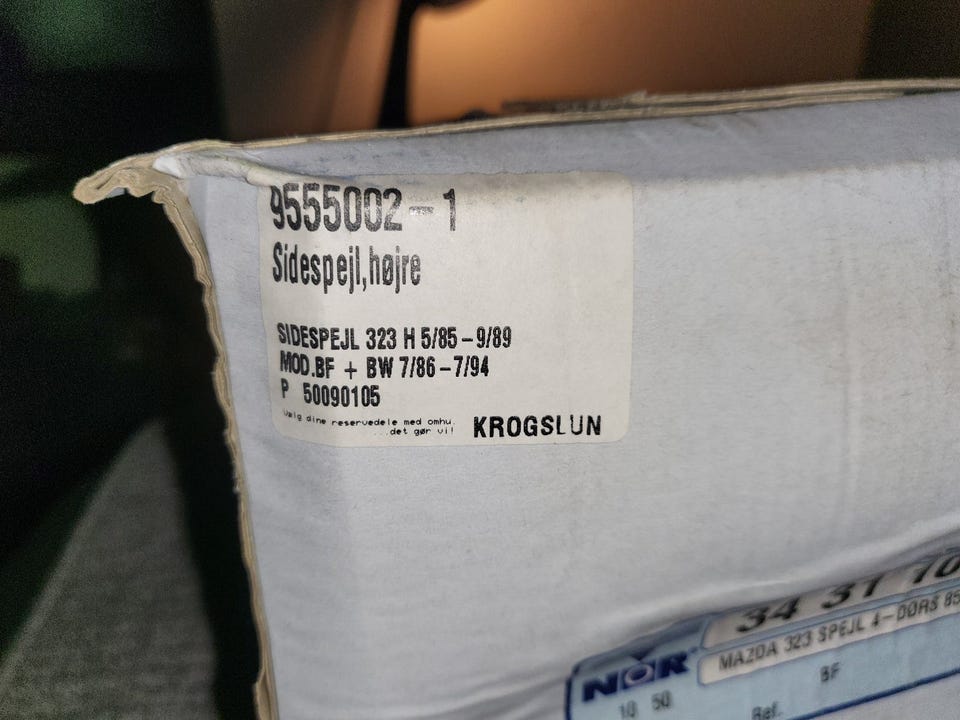 9555002-1
Sidespejl,højre
SIDESPEJL 323 H 5/85-9/89
MOD.BF + BW 7/86-7/94
P 50090105
Vælg dine reservedele med omhu.
...det gør vi!
KROGSLUN
34 31 70
NOR
MAZDA 323 SPEJL 4-DØRS 85
BF
10 50
Ref.